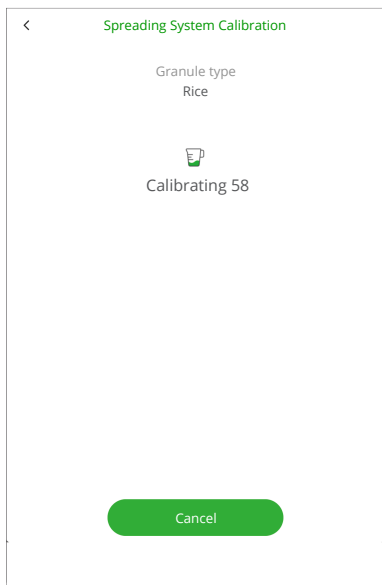 Spreading System Calibration
Granule type
Rice
Calibrating 58
Cancel